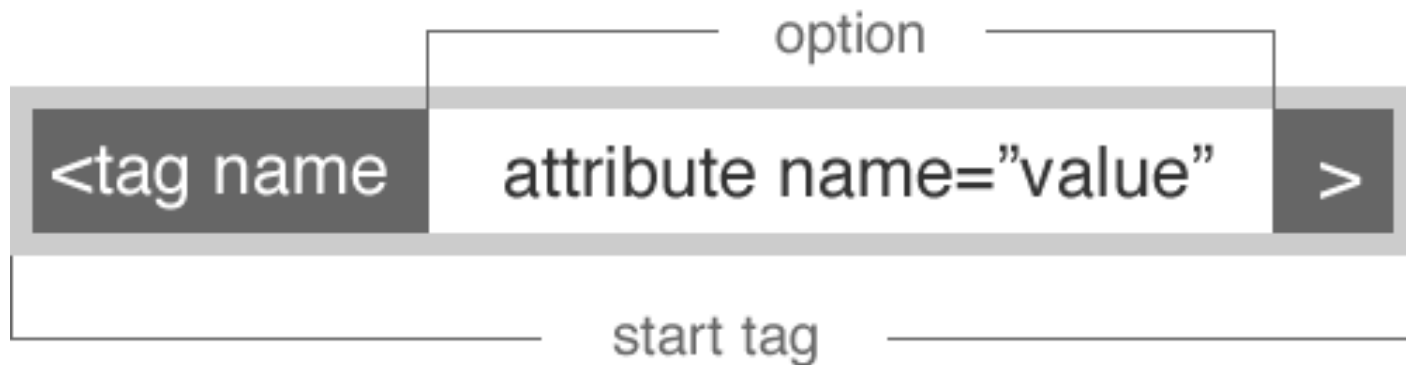 option
<tag name attribute name=”value” >
start tag